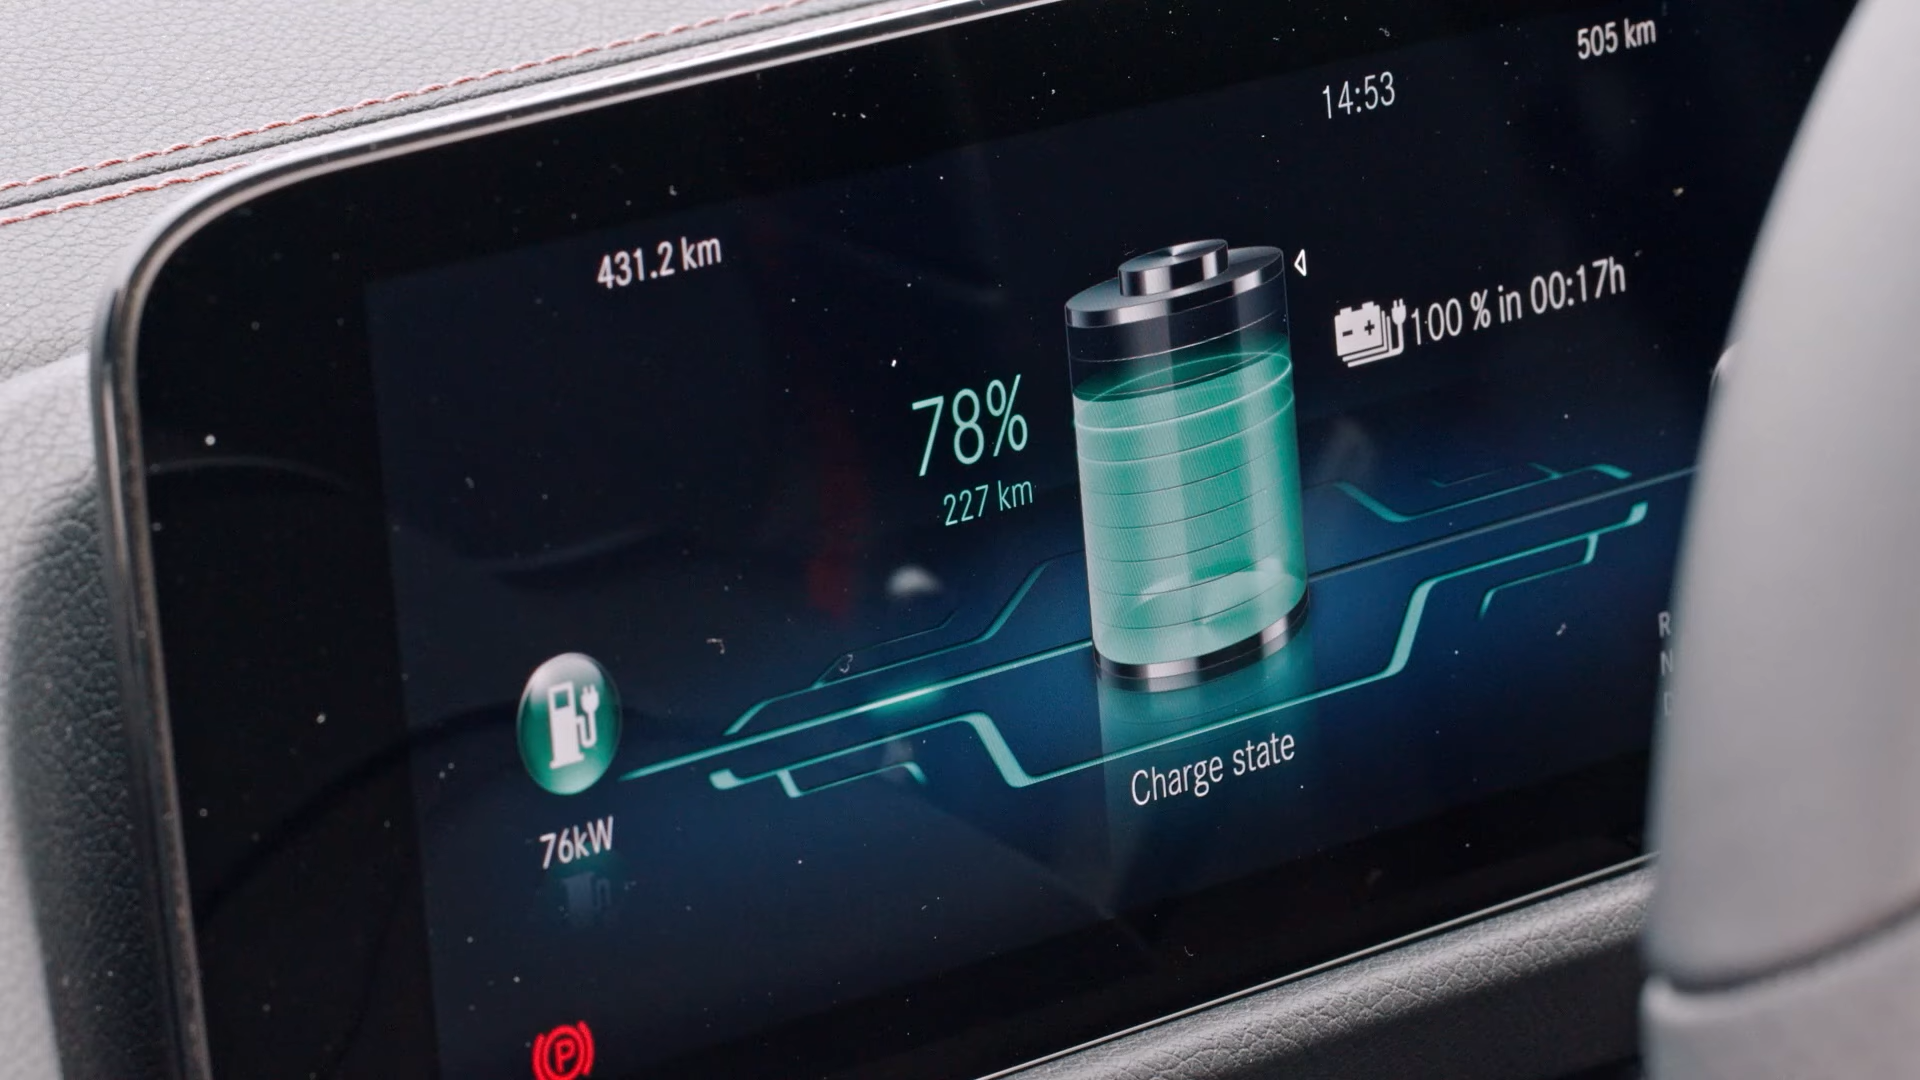 505 km
14:53
431.2 km
100 % in 00:17h
78%
227 km
Charge state
76kW
P
R
N